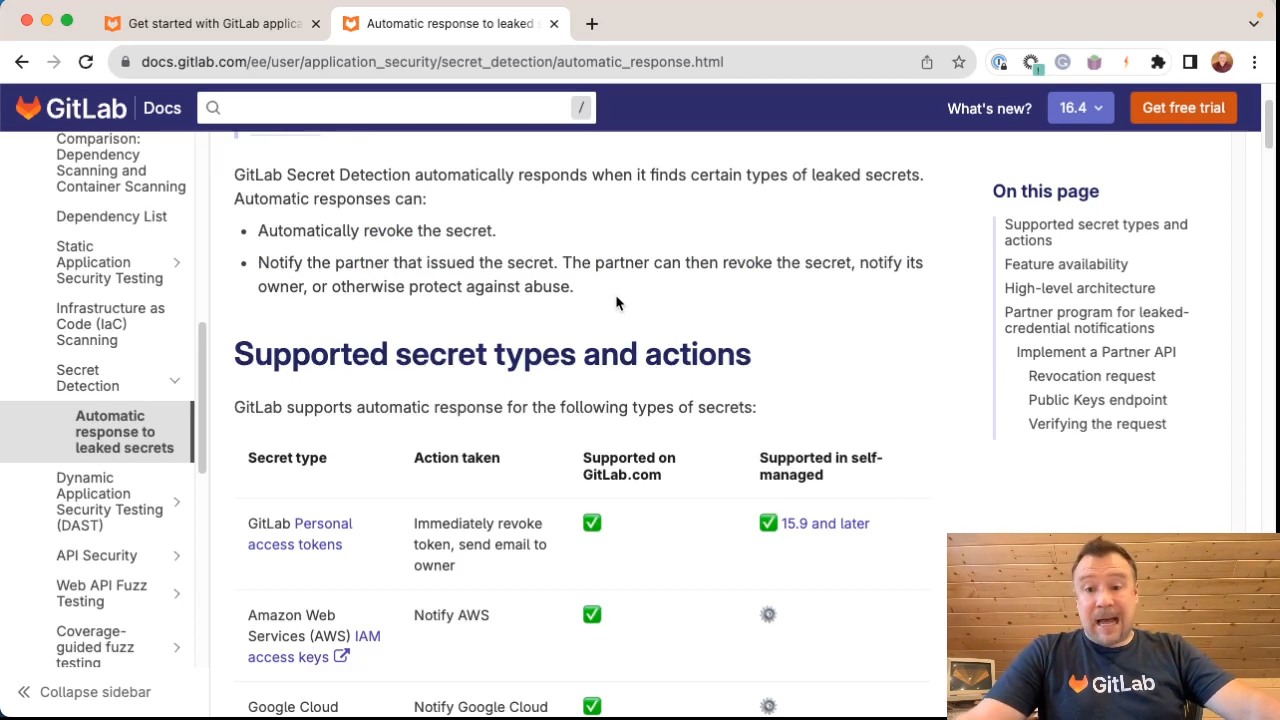 Get started with GitLab applica
Automatic response to leaked s
docs.gitlab.com/ee/user/application_security/secret_detection/automatic_response.html
GitLab Docs
/
What's new?
16.4
Get free trial
Comparison:
Dependency
Scanning and
Container Scanning
Dependency List
Static
Application
Security Testing
Infrastructure as
Code (IaC)
Scanning
Secret
Detection
Automatic
response to
leaked secrets
Dynamic
Application
Security Testing
(DAST)
API Security
Web API Fuzz
Testing
Coverage-
guided fuzz
testing
Collapse sidebar
GitLab Secret Detection automatically responds when it finds certain types of leaked secrets.
Automatic responses can:
• Automatically revoke the secret.
• Notify the partner that issued the secret. The partner can then revoke the secret, notify its
owner, or otherwise protect against abuse.
Supported secret types and actions
GitLab supports automatic response for the following types of secrets:
Secret type
Action taken
Supported on
GitLab.com
Supported in self-
managed
GitLab Personal
access tokens
Immediately revoke
token, send email to
owner
15.9 and later
Amazon Web
Services (AWS) IAM
access keys
Notify AWS
Google Cloud
Notify Google Cloud
On this page
Supported secret types and
actions
Feature availability
High-level architecture
Partner program for leaked-
credential notifications
Implement a Partner API
Revocation request
Public Keys endpoint
Verifying the request
GitLab